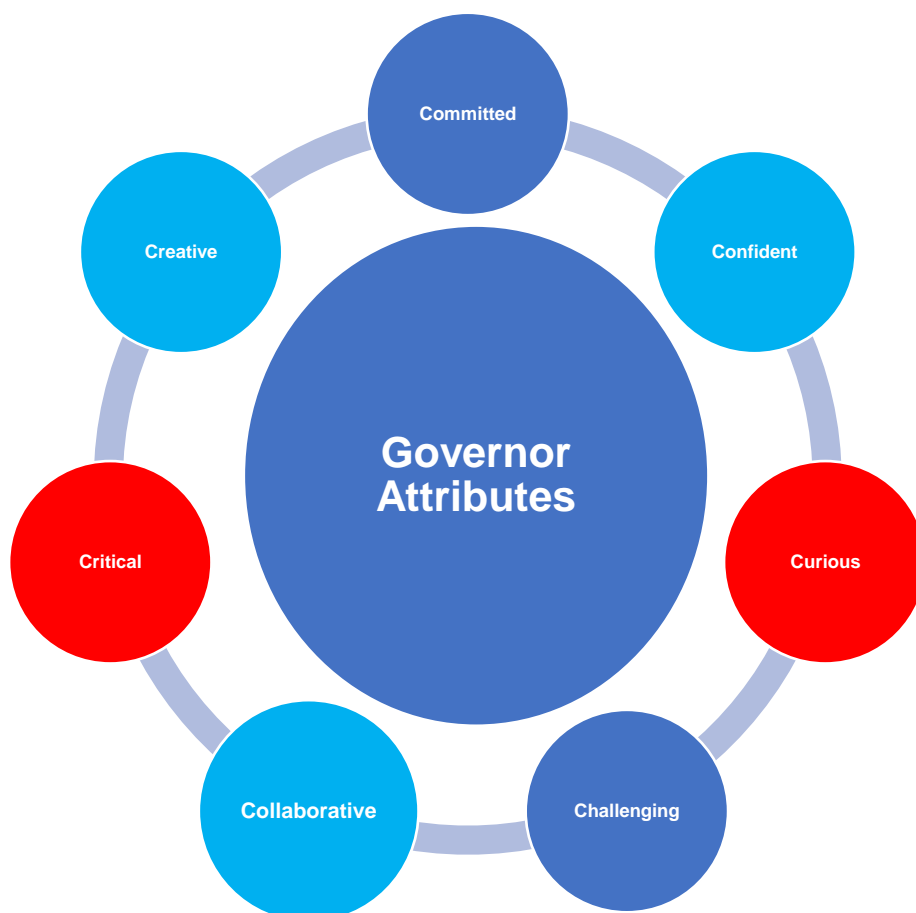 Committed
Confident
Curious
Challenging
Collaborative
Critical
Creative
Governor
Attributes